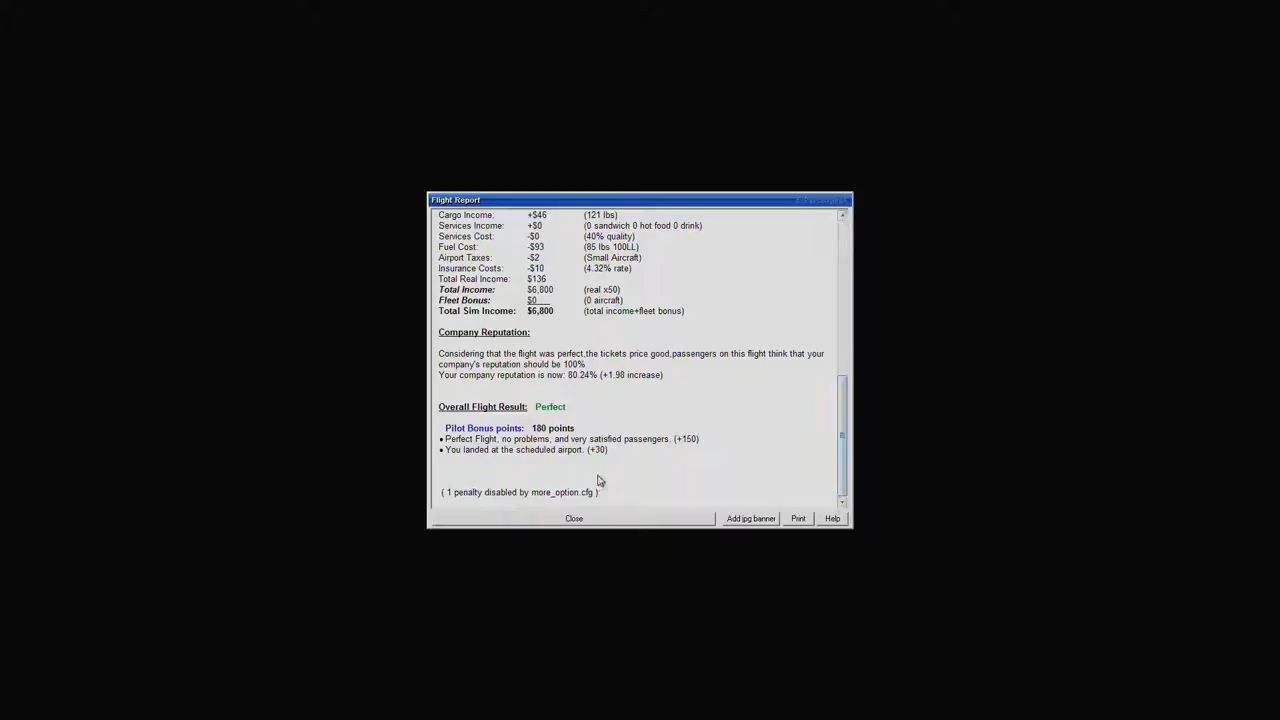 Flight Report
Cargo Income: +$46 (121 lbs)
Services Income: +$0 (0 sandwich 0 hot food 0 drink)
Services Cost: -$0 (40% quality)
Fuel Cost: -$93 (85 lbs 100LL)
Airport Taxes: -$2 (Small Aircraft)
Insurance Costs: -$10 (4.32% rate)
Total Real Income: $136
Total Income: $6,800 (real x50)
Fleet Bonus: $0 (0 aircraft)
Total Sim Income: $6,800 (total income+fleet bonus)
Company Reputation:
Considering that the flight was perfect,the tickets price good,passengers on this flight think that your
company's reputation should be 100%
Your company reputation is now: 80.24% (+1.98 increase)
Overall Flight Result: Perfect
Pilot Bonus points: 180 points
• Perfect Flight, no problems, and very satisfied passengers. (+150)
• You landed at the scheduled airport. (+30)
( 1 penalty disabled by more_option.cfg )
Close Add jpg banner Print Help